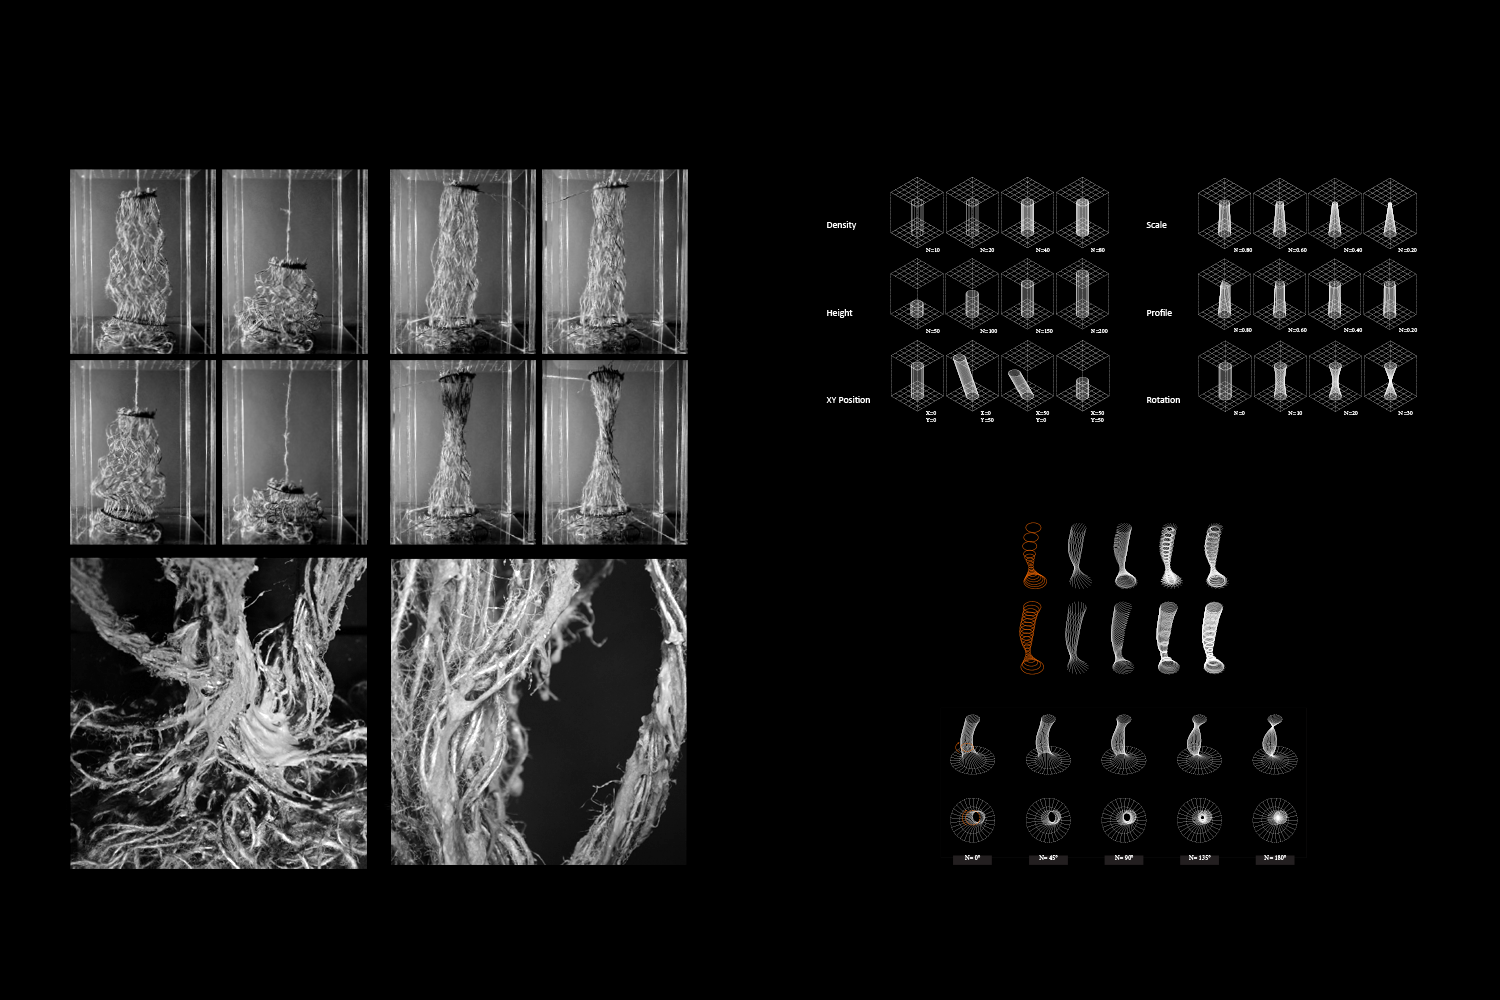 Density
N=10 N=20 N=40 N=80
Scale
N=0.80 N=0.60 N=0.40 N=0.20
Height
N=50 N=100 N=150 N=200
Profile
N=0.80 N=0.60 N=0.40 N=0.20
XY Position
X=0 X=0 X=50 X=50
Y=0 Y=50 Y=0 Y=50
Rotation
N=0 N=10 N=20 N=30
N= 0° N= 45° N= 90° N= 135° N= 180°